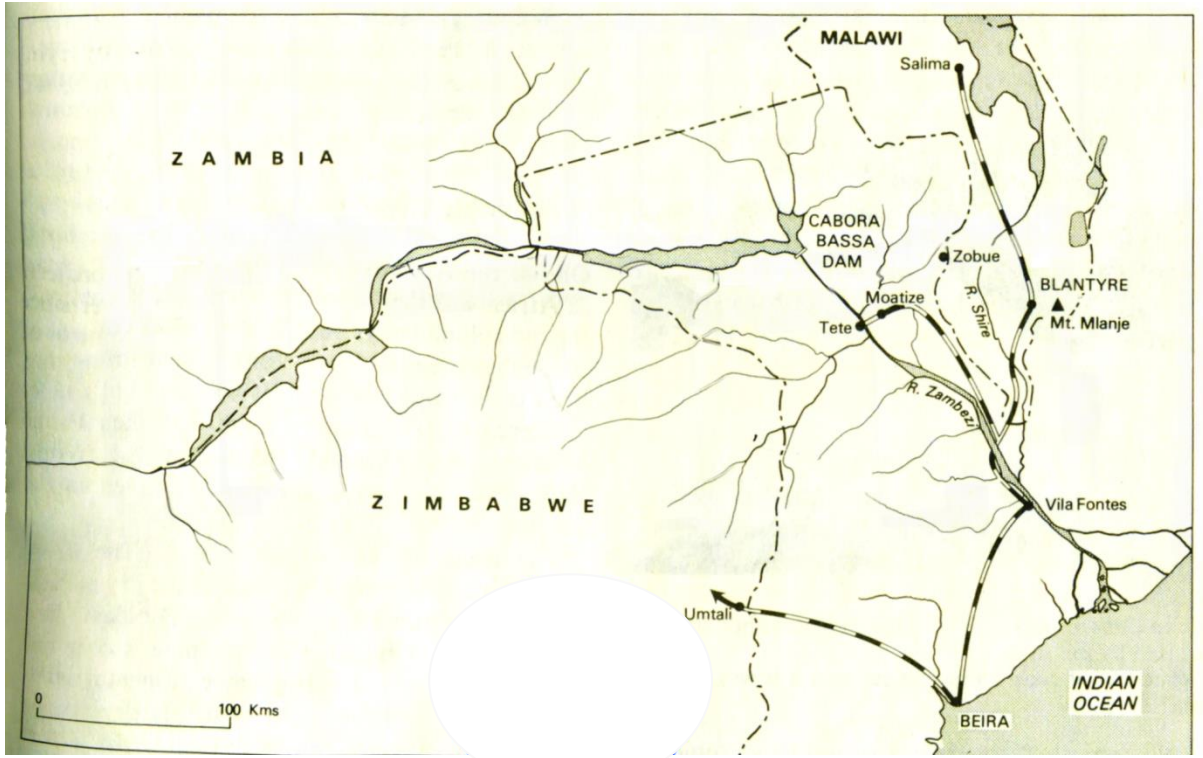 MALAWI
Salima
ZAMBIA
CABORA
BASSA
DAM
Zobue
R. Shire
BLANTYRE
Mt. Mlanje
Moatize
Tete
R. Zambezi
ZIMBABWE
Vila Fontes
Umtali
INDIAN
OCEAN
0
100 Kms
BEIRA